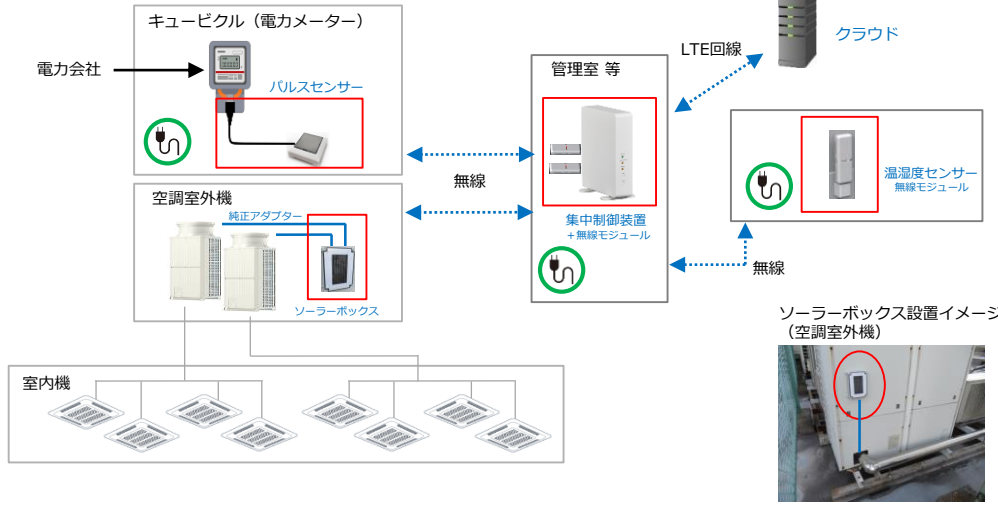 キュービクル（電力メーター）
電力会社
パルスセンサー
無線
空調室外機
純正アダプター
ソーラーボックス
室内機
管理室 等
集中制御装置
＋無線モジュール
LTE回線
クラウド
温湿度センサー
無線モジュール
無線
ソーラーボックス設置イメージ
（空調室外機）